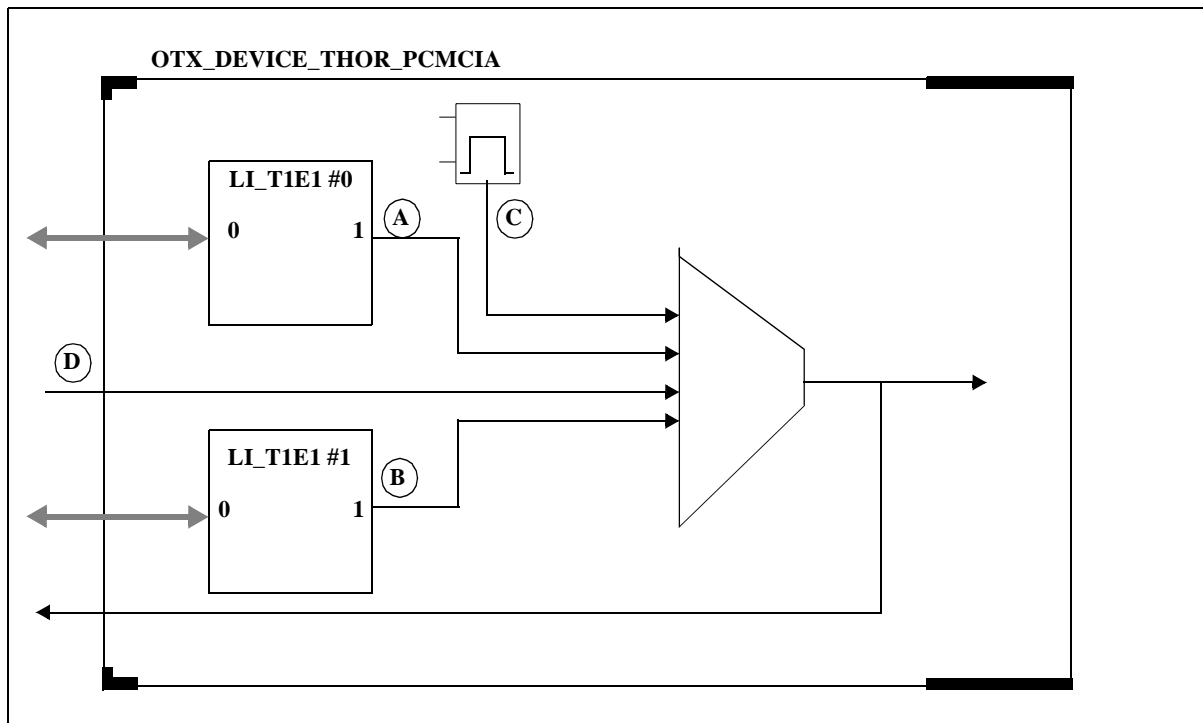 OTX_DEVICE_THOR_PCMCIA
LI_T1E1 #0
0 1
A
C
D
LI_T1E1 #1
0 1
B